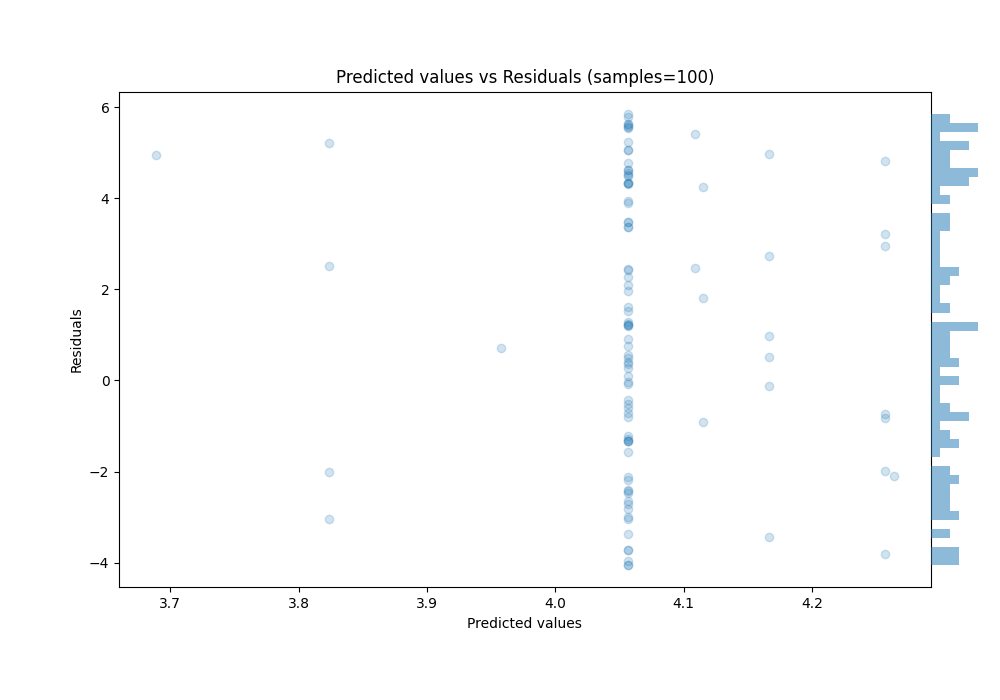 Predicted values vs Residuals (samples=100)
6
4
2
0
−2
−4
Residuals
3.7 3.8 3.9 4.0 4.1 4.2
Predicted values